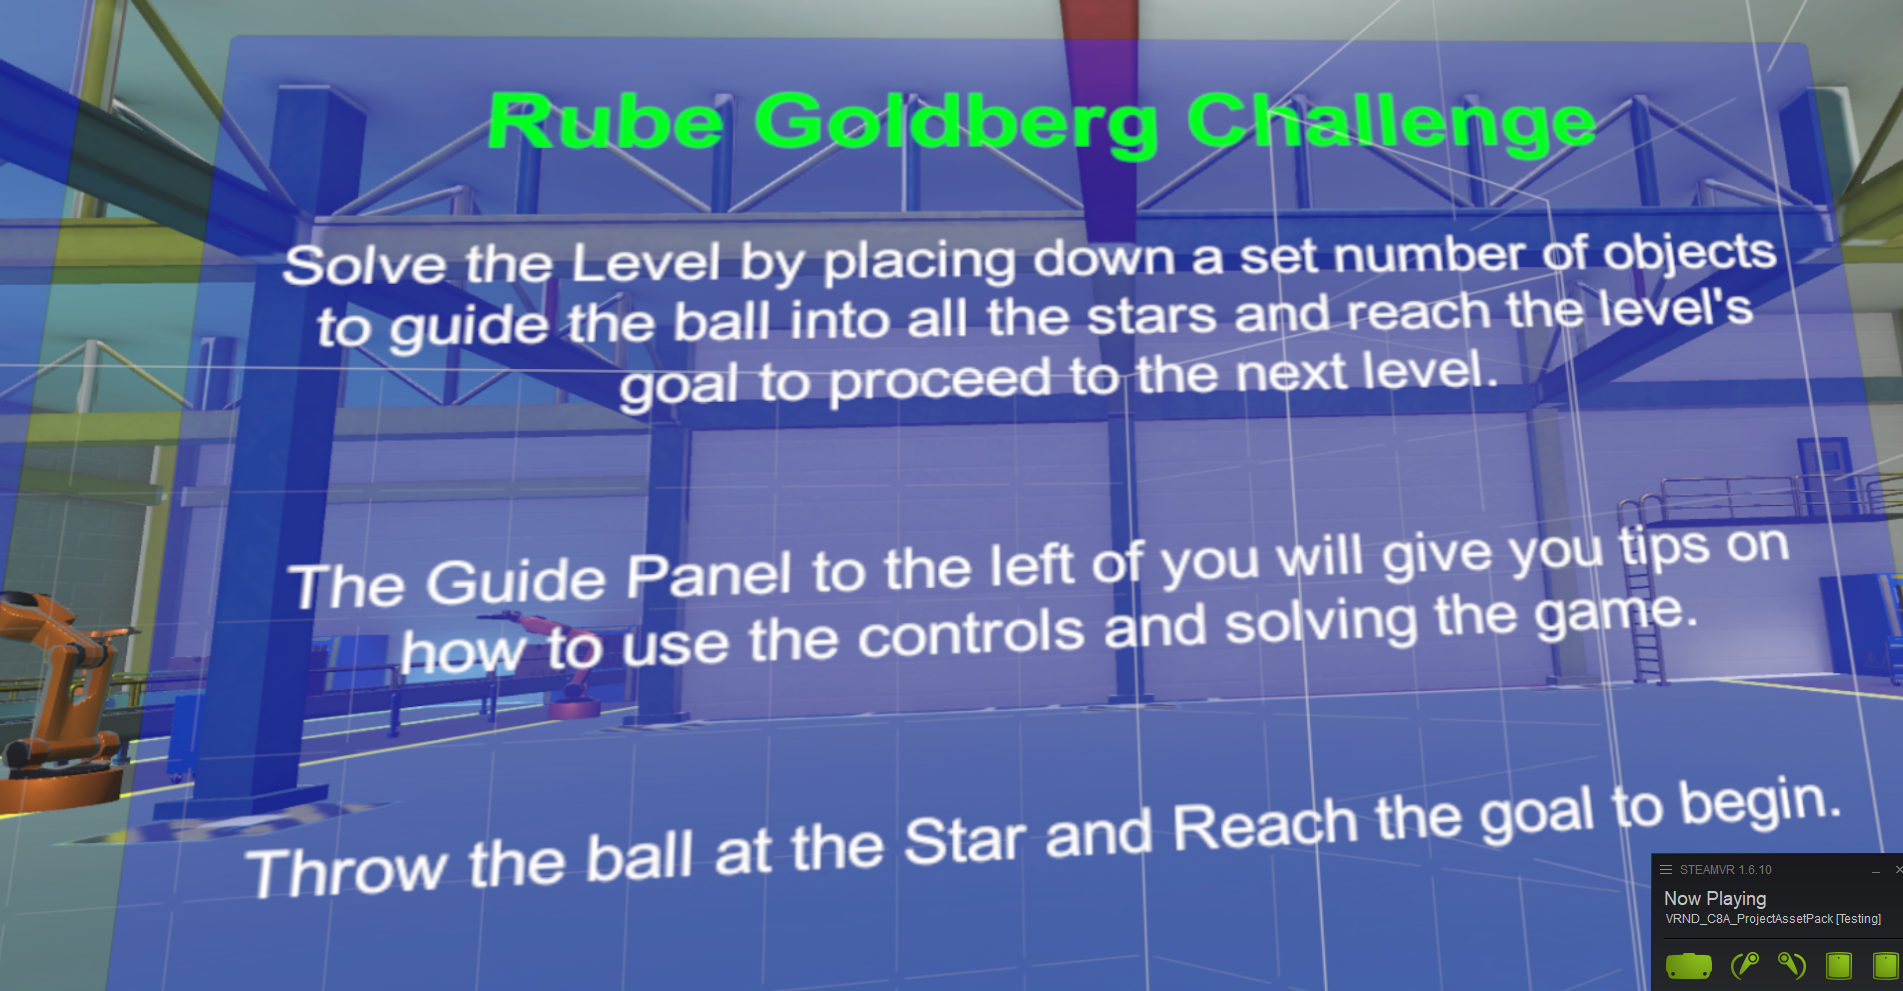 Rube Goldberg Challenge
Solve the Level by placing down a set number of objects
to guide the ball into all the stars and reach the level's
goal to proceed to the next level.
The Guide Panel to the left of you will give you tips on
how to use the controls and solving the game.
Throw the ball at the Star and Reach the goal to begin.
STEAMVR 1.6.10
Now Playing
VRND_C8A_ProjectAssetPack [Testing]